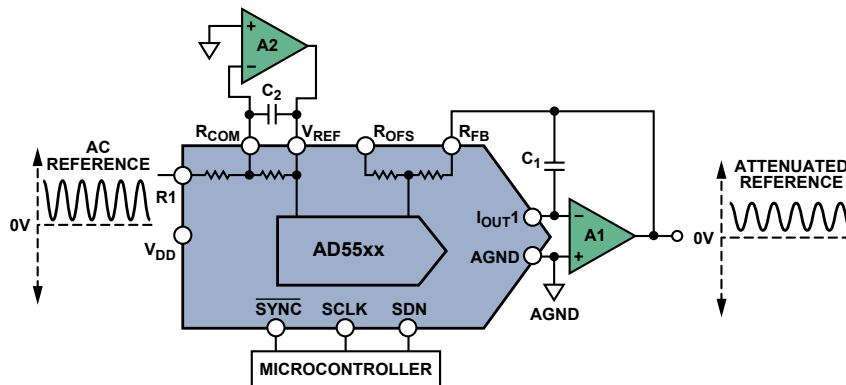 A2
+
−
C2
RCOM
VREF
ROFS
RFB
AC
REFERENCE
0V
R1
VDD
C1
IOUT1
AGND
AD55xx
A1
−
+
AGND
ATTENUATED
REFERENCE
0V
SYNC
SCLK
SDN
MICROCONTROLLER